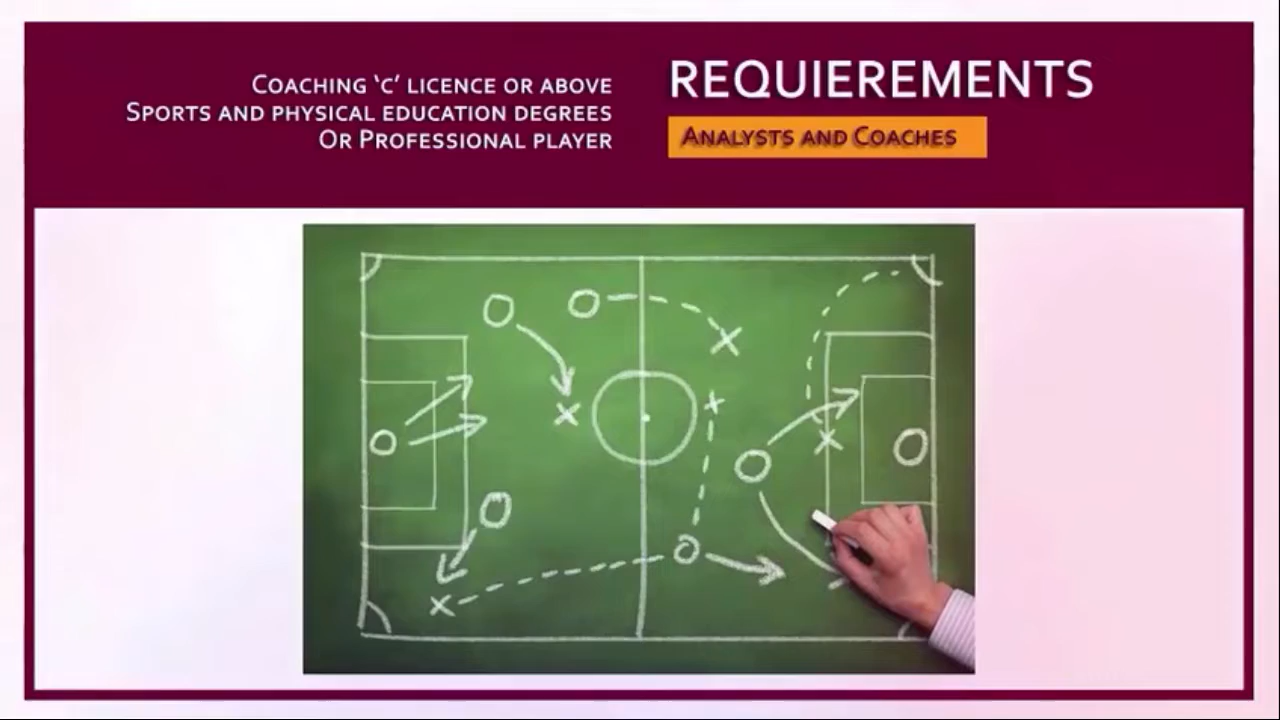 Coaching ‘c’ licence or above
Sports and physical education degrees
Or Professional player
REQUIEREMENTS
Analysts and Coaches